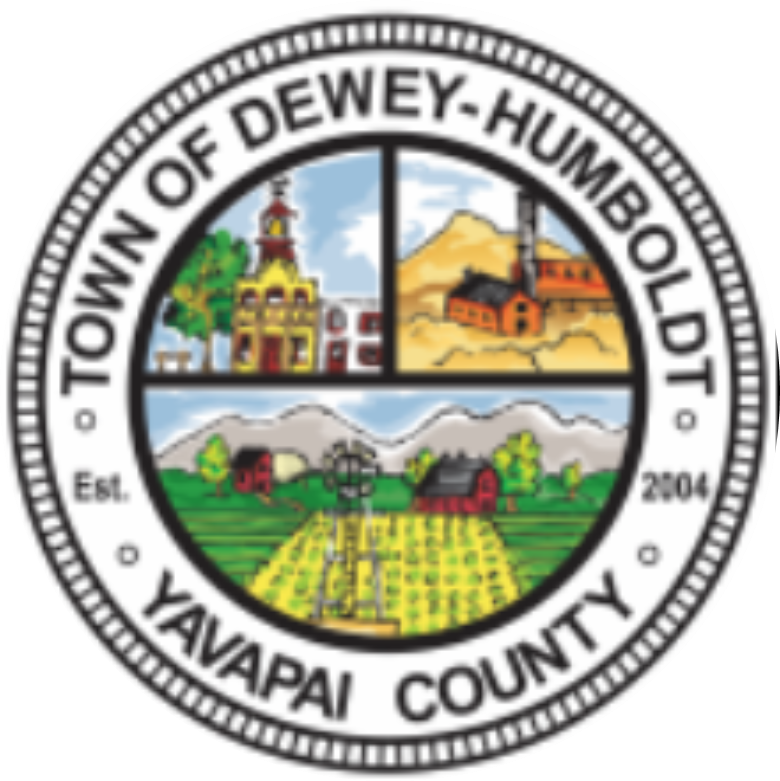 TOWN OF DEWEY-HUMBOLDT
Est. 2004
YAVAPAI COUNTY